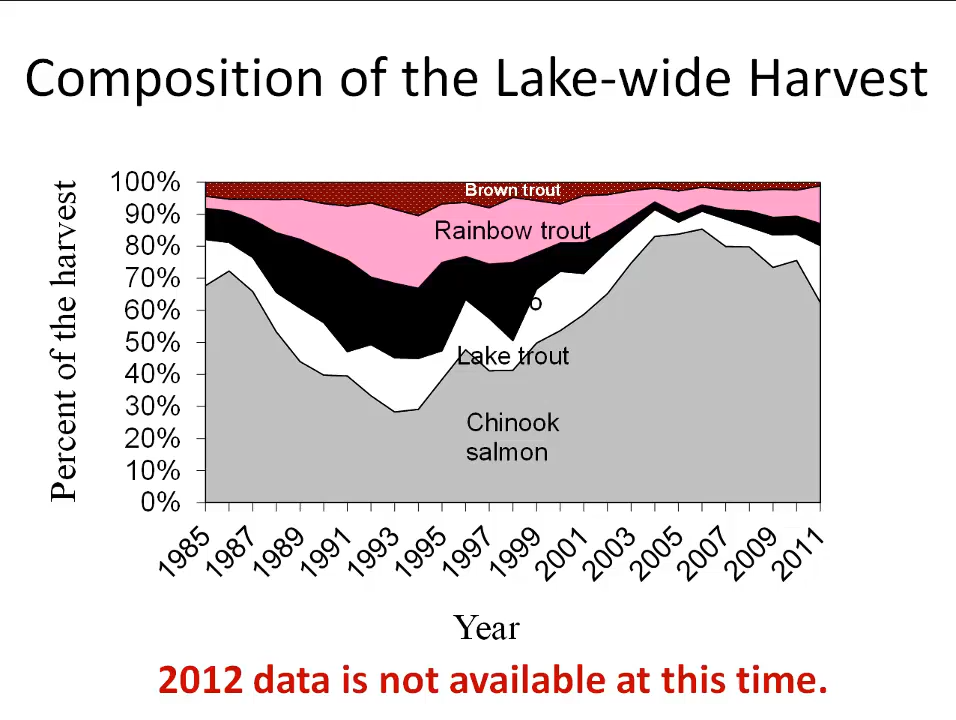 Composition of the Lake-wide Harvest
Percent of the harvest
100%
90%
80%
70%
60%
50%
40%
30%
20%
10%
0%
Brown trout
Rainbow trout
Lake trout
Chinook
salmon
1985
1987
1989
1991
1993
1995
1997
1999
2001
2003
2005
2007
2009
2011
Year
2012 data is not available at this time.